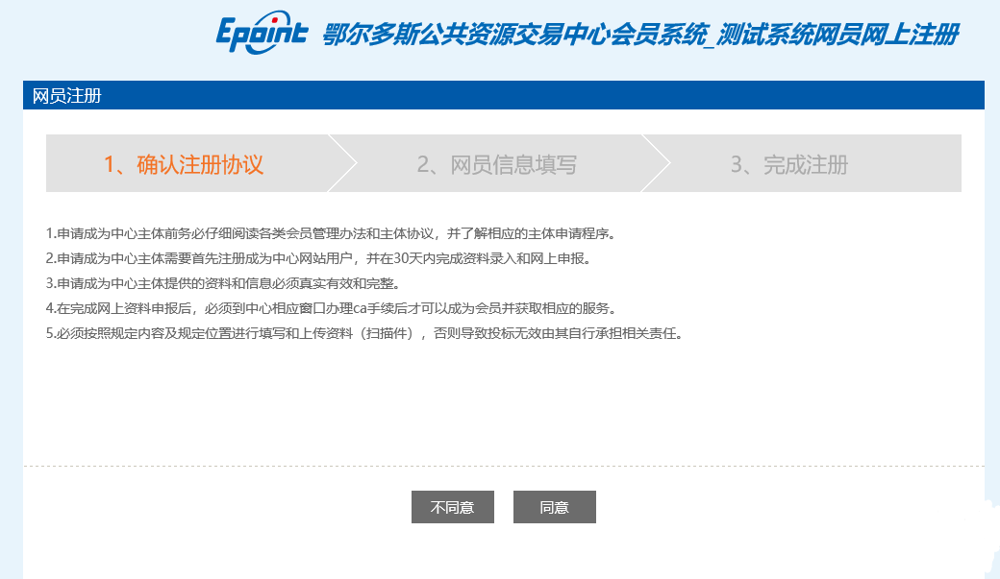 Epoint 鄂尔多斯公共资源交易中心会员系统_测试系统网员网上注册
网员注册
1、确认注册协议 2、网员信息填写 3、完成注册
1.申请成为中心主体前务必仔细阅读各类会员管理办法和主体协议，并了解相应的主体申请程序。
2.申请成为中心主体需要首先注册成为中心网站用户，并在30天内完成资料录入和网上申报。
3.申请成为中心主体提供的资料和信息必须真实有效和完整。
4.在完成网上资料申报后，必须到中心相应窗口办理ca手续后才可以成为会员并获取相应的服务。
5.必须按照规定内容及规定位置进行填写和上传资料（扫描件），否则导致投标无效由其自行承担相关责任。
不同意 同意